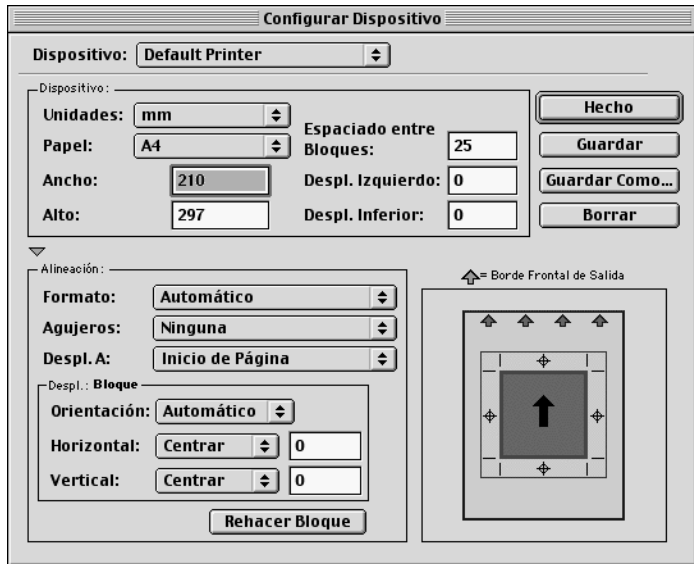 Configurar Dispositivo
Dispositivo: Default Printer
Dispositivo:
Unidades: mm
Papel: A4
Espaciado entre
Bloques: 25
Ancho: 210
Despl. Izquierdo: 0
Alto: 297
Despl. Inferior: 0
Hecho
Guardar
Guardar Como...
Borrar
Alineación:
Formato: Automático
Agujeros: Ninguna
Despl. A: Inicio de Página
Despl.: Bloque
Orientación: Automático
Horizontal: Centrar 0
Vertical: Centrar 0
Rehacer Bloque
= Borde Frontal de Salida